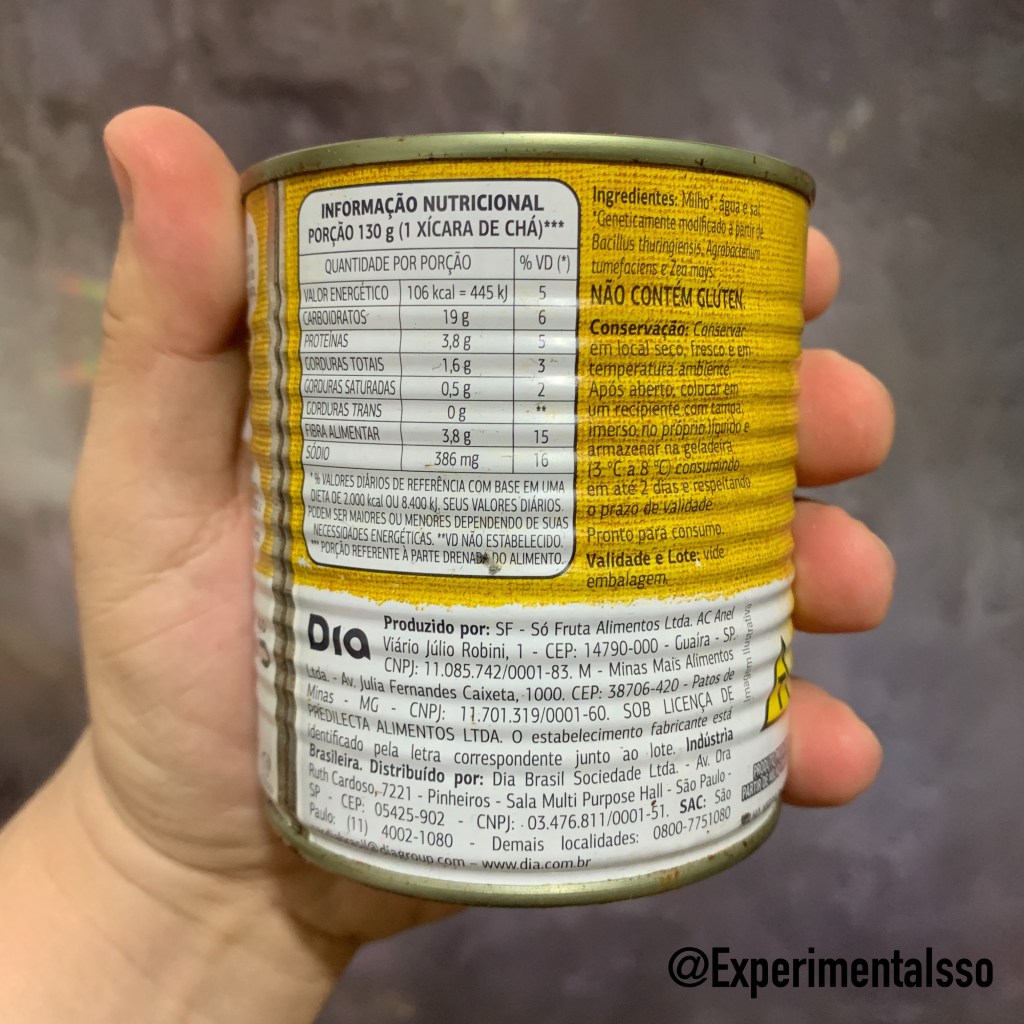 INFORMAÇÃO NUTRICIONAL
PORÇÃO 130 g (1 XÍCARA DE CHÁ)***
QUANTIDADE POR PORÇÃO % VD (*)
VALOR ENERGÉTICO 106 kcal = 445 kJ 5
CARBOIDRATOS 19 g 6
PROTEÍNAS 3,8 g 5
GORDURAS TOTAIS 1,6 g 3
GORDURAS SATURADAS 0,5 g 2
GORDURAS TRANS 0 g **
FIBRA ALIMENTAR 3,8 g 15
SÓDIO 386 mg 16
*% VALORES DIÁRIOS DE REFERÊNCIA COM BASE EM UMA
DIETA DE 2.000 kcal OU 8.400 kJ. SEUS VALORES DIÁRIOS
PODEM SER MAIORES OU MENORES DEPENDENDO DE SUAS
NECESSIDADES ENERGÉTICAS. **VD NÃO ESTABELECIDO.
*** PORÇÃO REFERENTE À PARTE DRENADA DO ALIMENTO.
Ingredientes: Milho*, água e sal.
*Geneticamente modificado a partir de
Bacillus thuringiensis, Agrobacterium
tumefaciens e Zea mays.
NÃO CONTÉM GLÚTEN.
Conservação: Conservar
em local seco, fresco e em
temperatura ambiente.
Após aberto, colocar em
um recipiente com tampa,
imerso no próprio líquido e
armazenar na geladeira
(3 °C a 8 °C) consumindo
em até 2 dias e respeitando
o prazo de validade.
Pronto para consumo.
Validade e Lote: vide
embalagem.
Dia
Produzido por: SF - Só Fruta Alimentos Ltda. AC Anel
Viário Júlio Robini, 1 - CEP: 14790-000 - Guaíra - SP.
CNPJ: 11.085.742/0001-83. M - Minas Mais Alimentos
Ltda. - Av. Julia Fernandes Caixeta, 1000. CEP: 38706-420 - Patos de
Minas - MG - CNPJ: 11.701.319/0001-60. SOB LICENÇA DE
PREDILECTA ALIMENTOS LTDA. O estabelecimento fabricante está
identificado pela letra correspondente junto ao lote. Indústria
Brasileira. Distribuído por: Dia Brasil Sociedade Ltda. - Av. Dra
Ruth Cardoso, 7221 - Pinheiros - Sala Multi Purpose Hall - São Paulo -
SP - CEP: 05425-902 - CNPJ: 03.476.811/0001-51. SAC: São
Paulo: (11) 4002-1080 - Demais localidades: 0800-7751080
diagroup.com – www.dia.com.br
Imagem Ilustrativa
@ExperimentaIsso